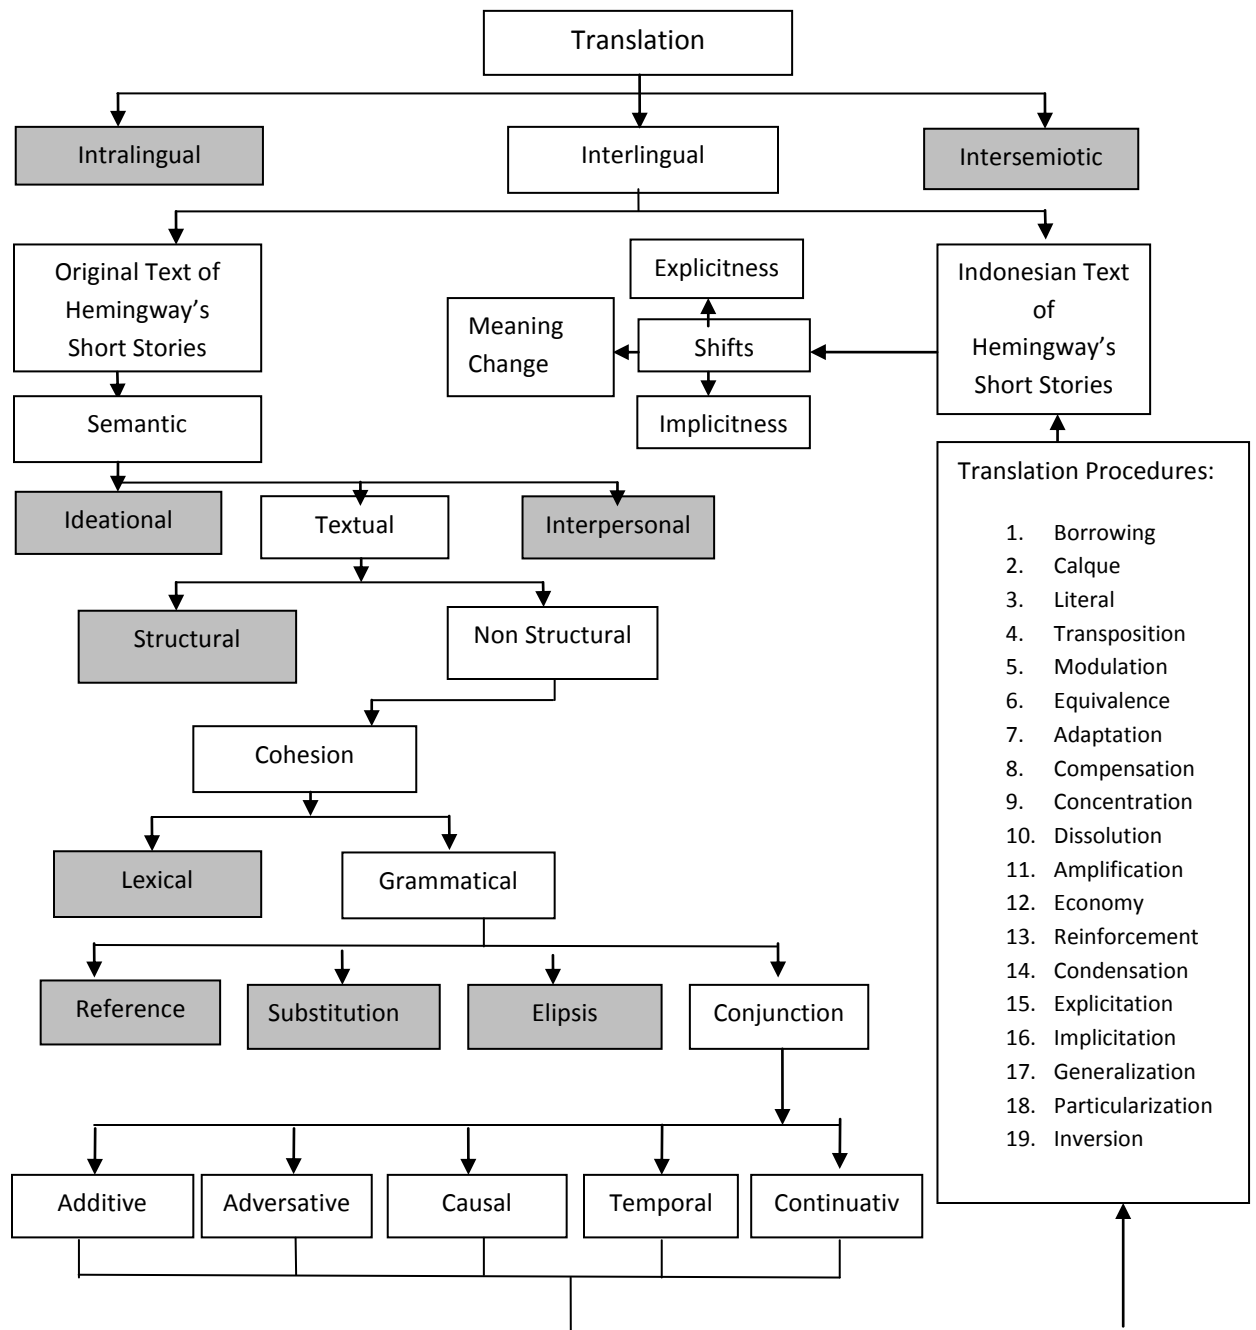 Translation
Intralingual
Interlingual
Intersemiotic
Original Text of
Hemingway’s
Short Stories
Explicitness
Meaning
Change
Shifts
Implicitness
Indonesian Text
of
Hemingway’s
Short Stories
Semantic
Ideational
Textual
Interpersonal
Structural
Non Structural
Cohesion
Lexical
Grammatical
Reference
Substitution
Elipsis
Conjunction
Additive
Adversative
Causal
Temporal
Continuativ
Translation Procedures:
1. Borrowing
2. Calque
3. Literal
4. Transposition
5. Modulation
6. Equivalence
7. Adaptation
8. Compensation
9. Concentration
10. Dissolution
11. Amplification
12. Economy
13. Reinforcement
14. Condensation
15. Explicitation
16. Implicitation
17. Generalization
18. Particularization
19. Inversion